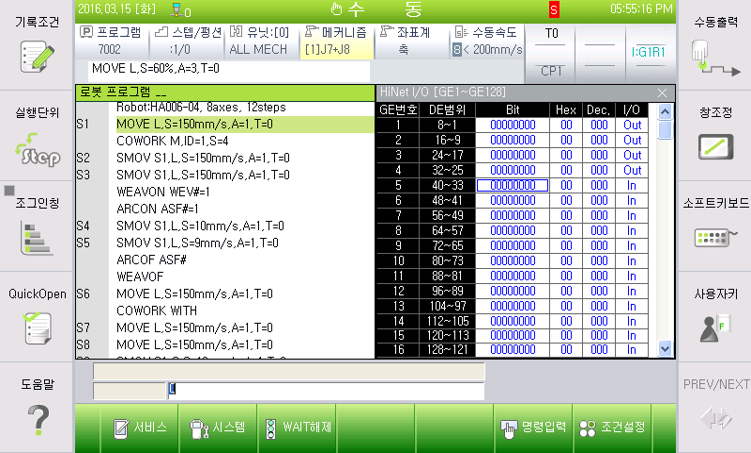 2016.03.15 [화] 0 수 동 S 05:55:16 PM
기록조건
실행단위
Step
조그인칭
QuickOpen
도움말
P 프로그램
7002
스텝/펑션
:1/0
유닛:[0]
ALL MECH
메커니즘
[1]J7+J8
좌표계
축
수동속도
8< 200mm/s
T0
CP1
I:G1R1
MOVE L,S=60%,A=3,T=0
로봇 프로그램 __
Robot:HA006-04, 8axes, 12steps
S1 MOVE L,S=150mm/s,A=1,T=0
COWORK M,ID=1,S=4
S2 SMOV S1,L,S=150mm/s,A=1,T=0
S3 SMOV S1,L,S=150mm/s,A=1,T=0
WEAVON WEV#=1
ARCON ASF#=1
S4 SMOV S1,L,S=10mm/s,A=1,T=0
S5 SMOV S1,L,S=9mm/s,A=1,T=0
ARCOF ASF#
WEAVOF
S6 MOVE L,S=150mm/s,A=1,T=0
COWORK WITH
S7 MOVE L,S=150mm/s,A=1,T=0
S8 MOVE L,S=150mm/s,A=1,T=0
HiNet I/O [GE1~GE128]
GE번호 DE범위 Bit Hex Dec. I/O
1 8~1 00000000 00 000 Out
2 16~9 00000000 00 000 Out
3 24~17 00000000 00 000 Out
4 32~25 00000000 00 000 Out
5 40~33 00000000 00 000 In
6 48~41 00000000 00 000 In
7 56~49 00000000 00 000 In
8 64~57 00000000 00 000 In
9 72~65 00000000 00 000 In
10 80~73 00000000 00 000 In
11 88~81 00000000 00 000 In
12 96~89 00000000 00 000 In
13 104~97 00000000 00 000 In
14 112~105 00000000 00 000 In
15 120~113 00000000 00 000 In
16 128~121 00000000 00 000 In
수동출력
창조정
소프트키보드
사용자키
F
PREV/NEXT
서비스
시스템
WAIT해제
명령입력
조건설정